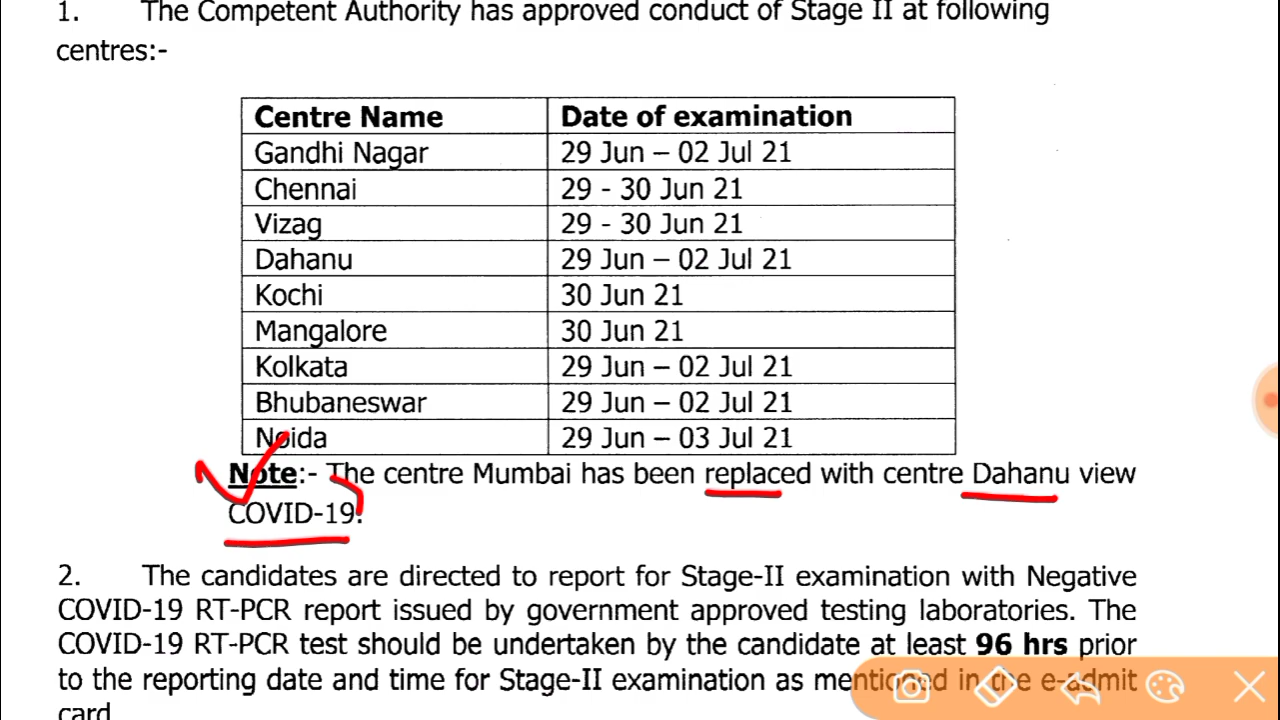 1. The Competent Authority has approved conduct of Stage II at following
centres:-
Centre Name Date of examination
Gandhi Nagar 29 Jun – 02 Jul 21
Chennai 29 - 30 Jun 21
Vizag 29 - 30 Jun 21
Dahanu 29 Jun – 02 Jul 21
Kochi 30 Jun 21
Mangalore 30 Jun 21
Kolkata 29 Jun – 02 Jul 21
Bhubaneswar 29 Jun – 02 Jul 21
Noida 29 Jun – 03 Jul 21
Note:- The centre Mumbai has been replaced with centre Dahanu view
COVID-19.
2. The candidates are directed to report for Stage-II examination with Negative
COVID-19 RT-PCR report issued by government approved testing laboratories. The
COVID-19 RT-PCR test should be undertaken by the candidate at least 96 hrs prior
to the reporting date and time for Stage-II examination as mentioned in the e-admit
card